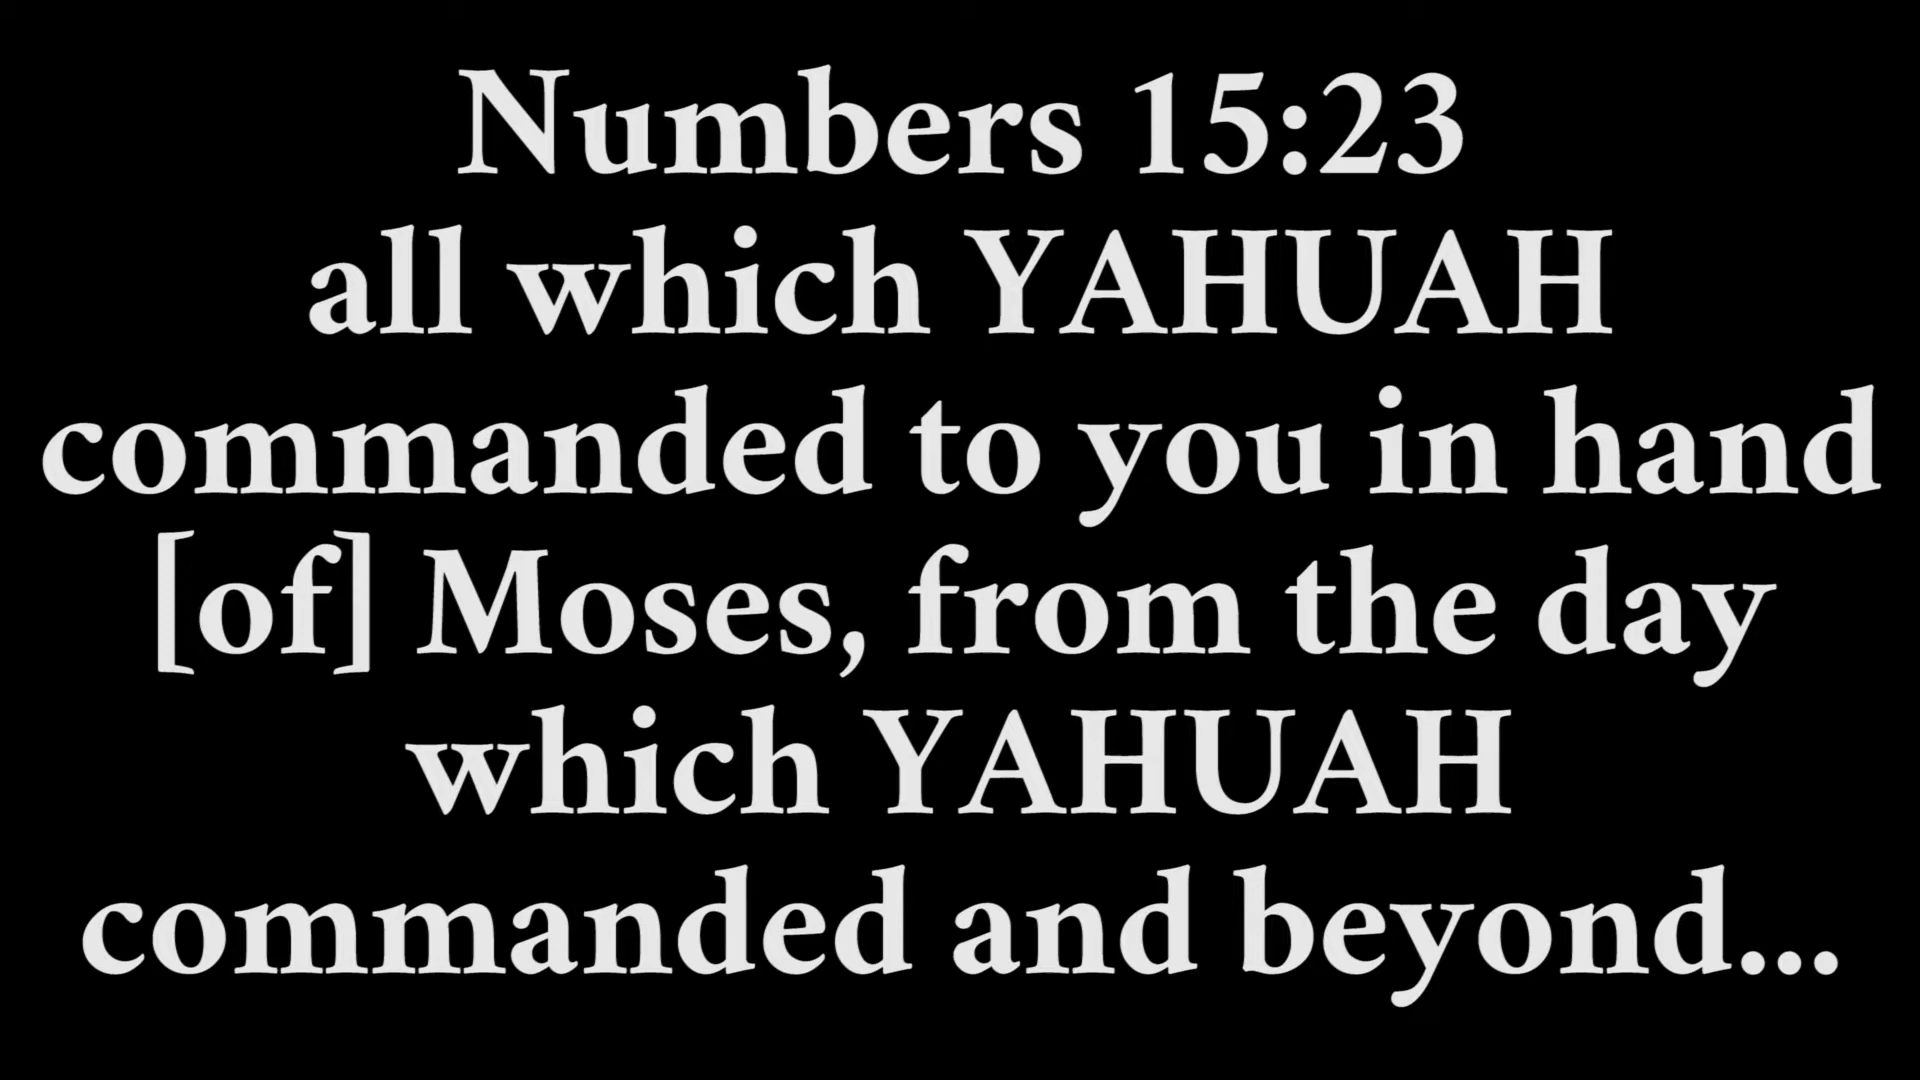 Numbers 15:23
all which YAHUAH
commanded to you in hand
[of] Moses, from the day
which YAHUAH
commanded and beyond...